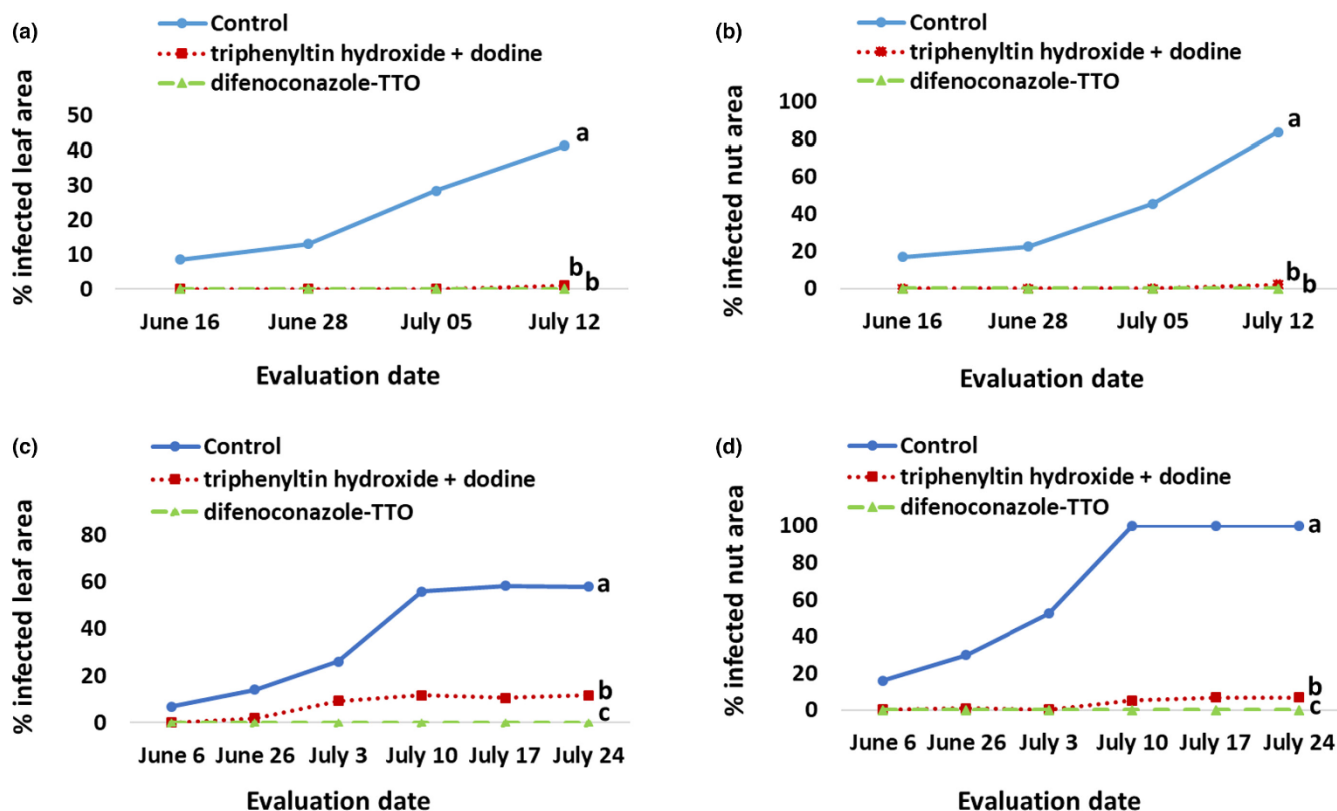 (a)
Control
triphenyltin hydroxide + dodine
difenoconazole-TTO
% infected leaf area
50
40
30
20
10
0
a
b
b
June 16 June 28 July 05 July 12
Evaluation date
(b)
Control
triphenyltin hydroxide + dodine
difenoconazole-TTO
% infected nut area
100
80
60
40
20
0
a
b
b
June 16 June 28 July 05 July 12
Evaluation date
(c)
Control
triphenyltin hydroxide + dodine
difenoconazole-TTO
% infected leaf area
80
60
40
20
0
a
b
c
June 6 June 26 July 3 July 10 July 17 July 24
Evaluation date
(d)
Control
triphenyltin hydroxide + dodine
difenoconazole-TTO
% infected nut area
100
80
60
40
20
0
a
b
c
June 6 June 26 July 3 July 10 July 17 July 24
Evaluation date